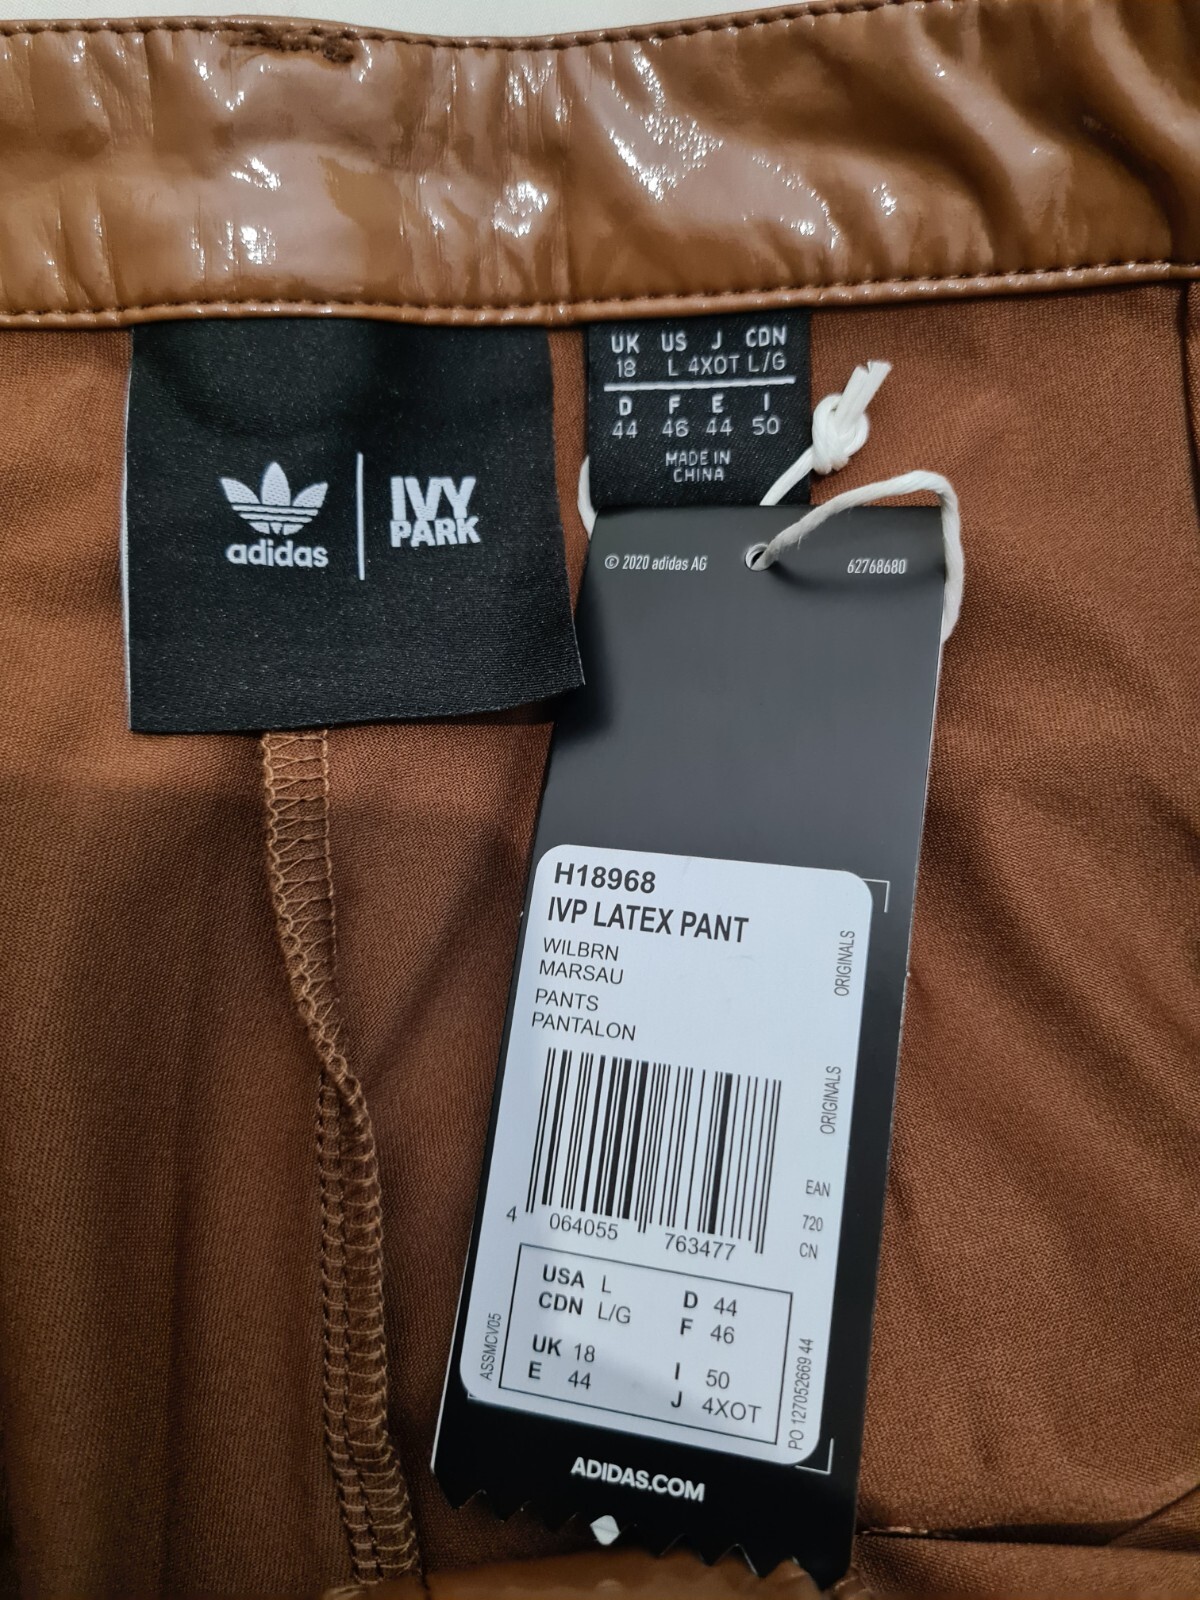 UK US J CDN
18 L 4XOT L/G
D F E I
44 46 44 50
MADE IN
CHINA
adidas
IVY
PARK
© 2020 adidas AG
62768680
H18968
IVP LATEX PANT
WILBRN
MARSAU
PANTS
PANTALON
ORIGINALS
ORIGINALS
EAN
720
CN
4 064055 763477
USA L D 44
CDN L/G F 46
UK 18 I 50
E 44 J 4XOT
ASSMCV05
PO 127052669 44
ADIDAS.COM